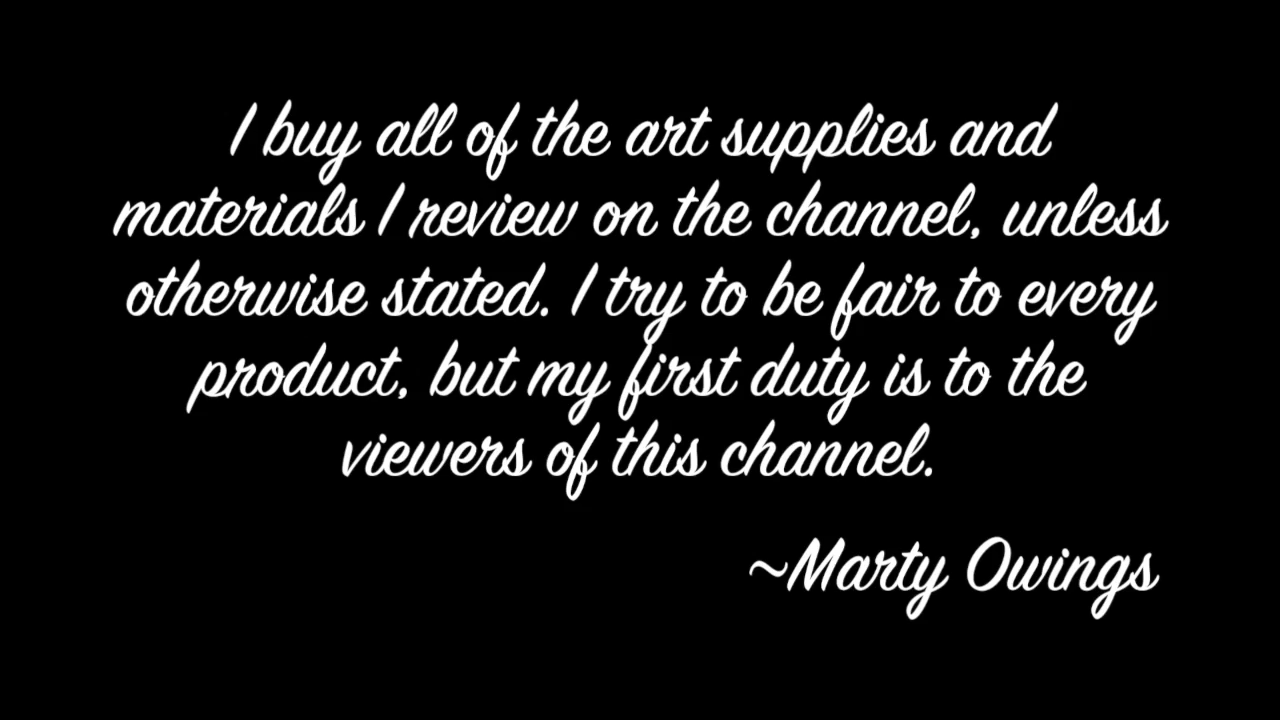 I buy all of the art supplies and
materials I review on the channel, unless
otherwise stated. I try to be fair to every
product, but my first duty is to the
viewers of this channel.
~Marty Owings